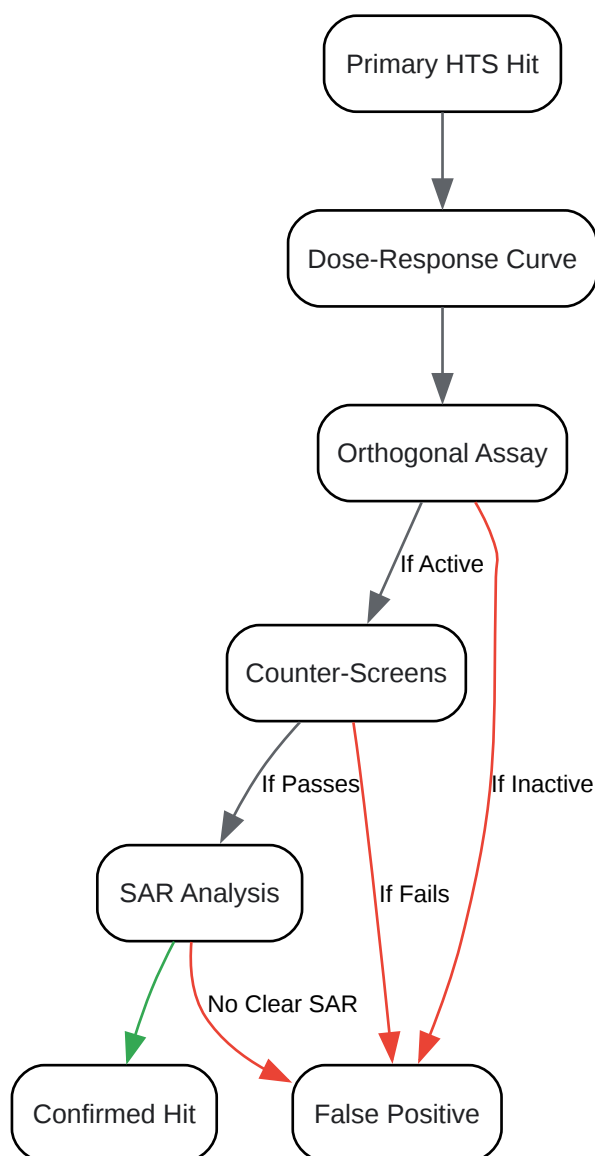 Primary HTS Hit
Dose-Response Curve
Orthogonal Assay
If Active
Counter-Screens
If Passes
If Inactive
SAR Analysis
If Fails
No Clear SAR
Confirmed Hit
False Positive